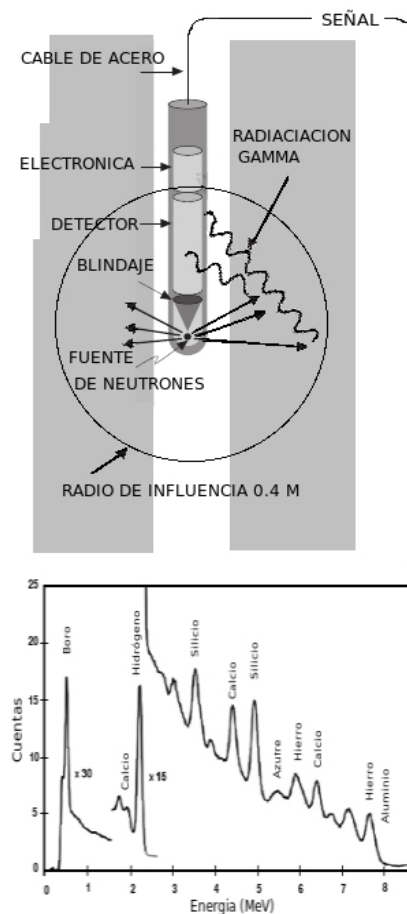 SEÑAL
CABLE DE ACERO
RADIACIACION
GAMMA
ELECTRONICA
DETECTOR
BLINDAJE
FUENTE
DE NEUTRONES
RADIO DE INFLUENCIA 0.4 M
25
20
15
10
5
0
Cuentas
Boro
x 30
Calcio
Hidrógeno
x 15
Silicio
Calcio
Silicio
Azufre
Hierro
Calcio
Hierro
Aluminio
0 1 2 3 4 5 6 7 8
Energia (MeV)